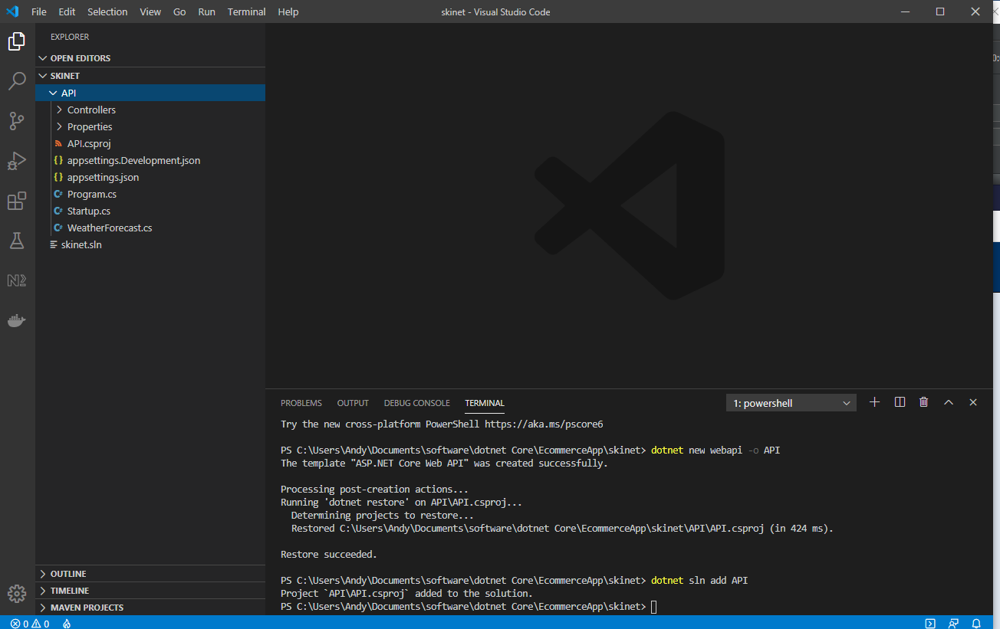 File Edit Selection View Go Run Terminal Help
skinet - Visual Studio Code
EXPLORER
OPEN EDITORS
SKINET
API
Controllers
Properties
API.csproj
{} appsettings.Development.json
{} appsettings.json
C# Program.cs
C# Startup.cs
C# WeatherForecast.cs
skinet.sln
OUTLINE
TIMELINE
MAVEN PROJECTS
PROBLEMS OUTPUT DEBUG CONSOLE TERMINAL
1: powershell
Try the new cross-platform PowerShell https://aka.ms/pscore6
PS C:\Users\Andy\Documents\software\dotnet Core\EcommerceApp\skinet> dotnet new webapi -o API
The template "ASP.NET Core Web API" was created successfully.
Processing post-creation actions...
Running 'dotnet restore' on API\API.csproj...
Determining projects to restore...
Restored C:\Users\Andy\Documents\software\dotnet Core\EcommerceApp\skinet\API\API.csproj (in 424 ms).
Restore succeeded.
PS C:\Users\Andy\Documents\software\dotnet Core\EcommerceApp\skinet> dotnet sln add API
Project `API\API.csproj` added to the solution.
PS C:\Users\Andy\Documents\software\dotnet Core\EcommerceApp\skinet>
0 0